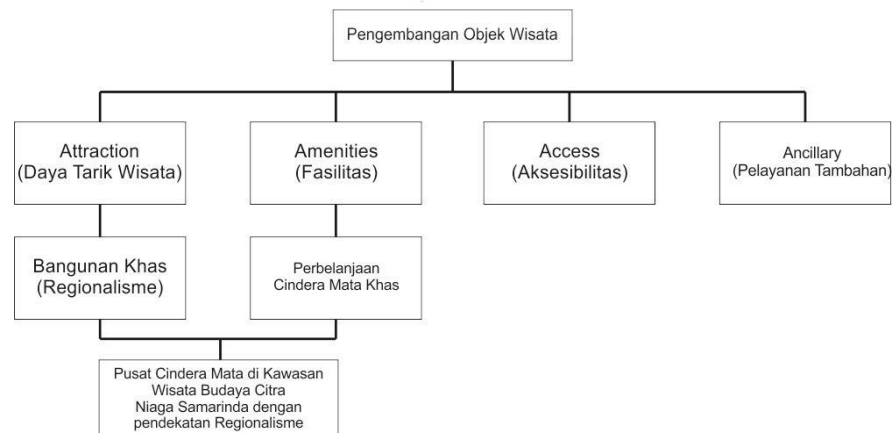 Pengembangan Objek Wisata
Attraction
(Daya Tarik Wisata)
Amenities
(Fasilitas)
Access
(Aksesibilitas)
Ancillary
(Pelayanan Tambahan)
Bangunan Khas
(Regionalisme)
Perbelanjaan
Cindera Mata Khas
Pusat Cindera Mata di Kawasan
Wisata Budaya Citra
Niaga Samarinda dengan
pendekatan Regionalisme